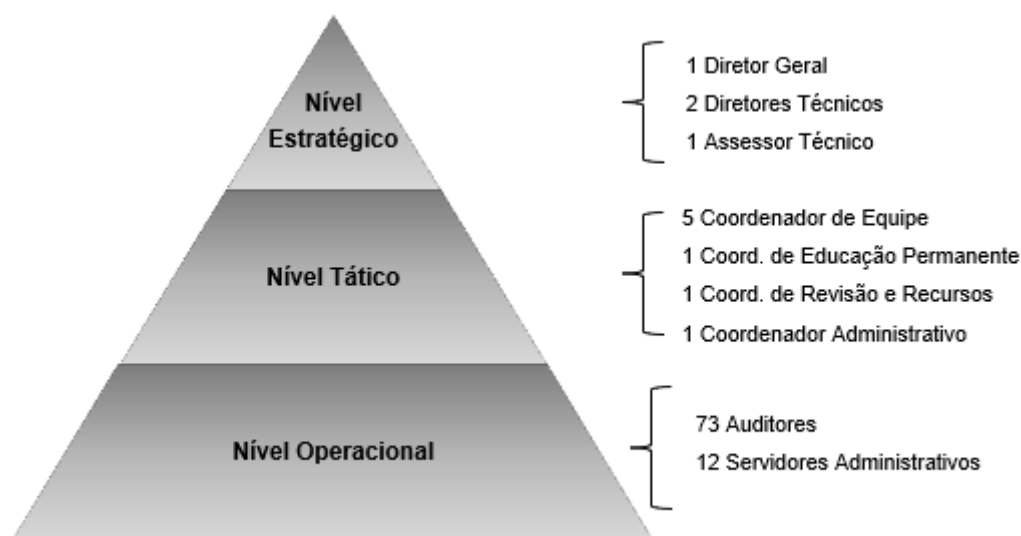 Nível
Estratégico
1 Diretor Geral
2 Diretores Técnicos
1 Assessor Técnico
Nível Tático
5 Coordenador de Equipe
1 Coord. de Educação Permanente
1 Coord. de Revisão e Recursos
1 Coordenador Administrativo
Nível Operacional
73 Auditores
12 Servidores Administrativos